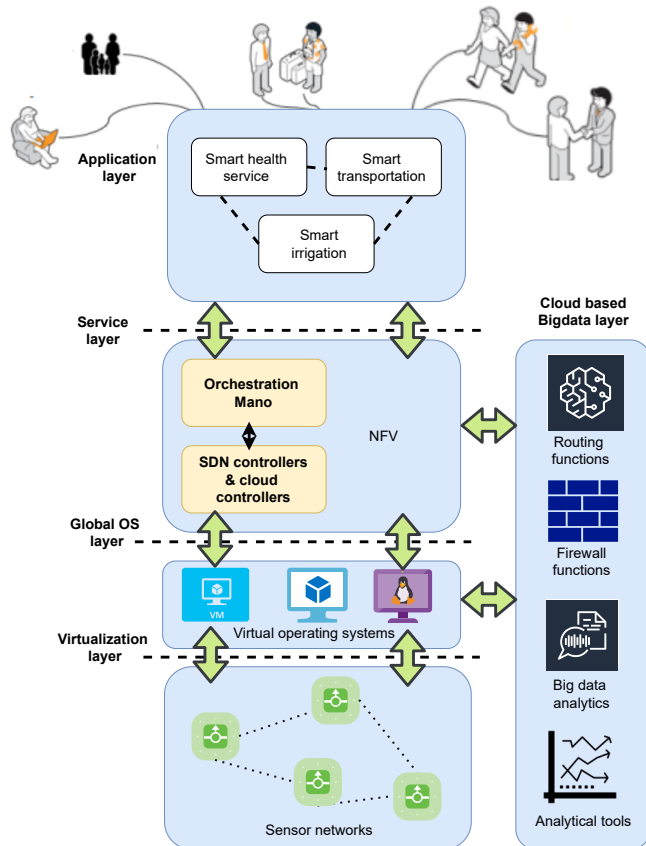 Application
layer
Smart health
service
Smart
transportation
Smart
irrigation
Service
layer
Cloud based
Bigdata layer
Orchestration
Mano
NFV
SDN controllers
& cloud
controllers
Routing
functions
Global OS
layer
Firewall
functions
VM
Virtual operating systems
Virtualization
layer
Big data
analytics
Sensor networks
Analytical tools